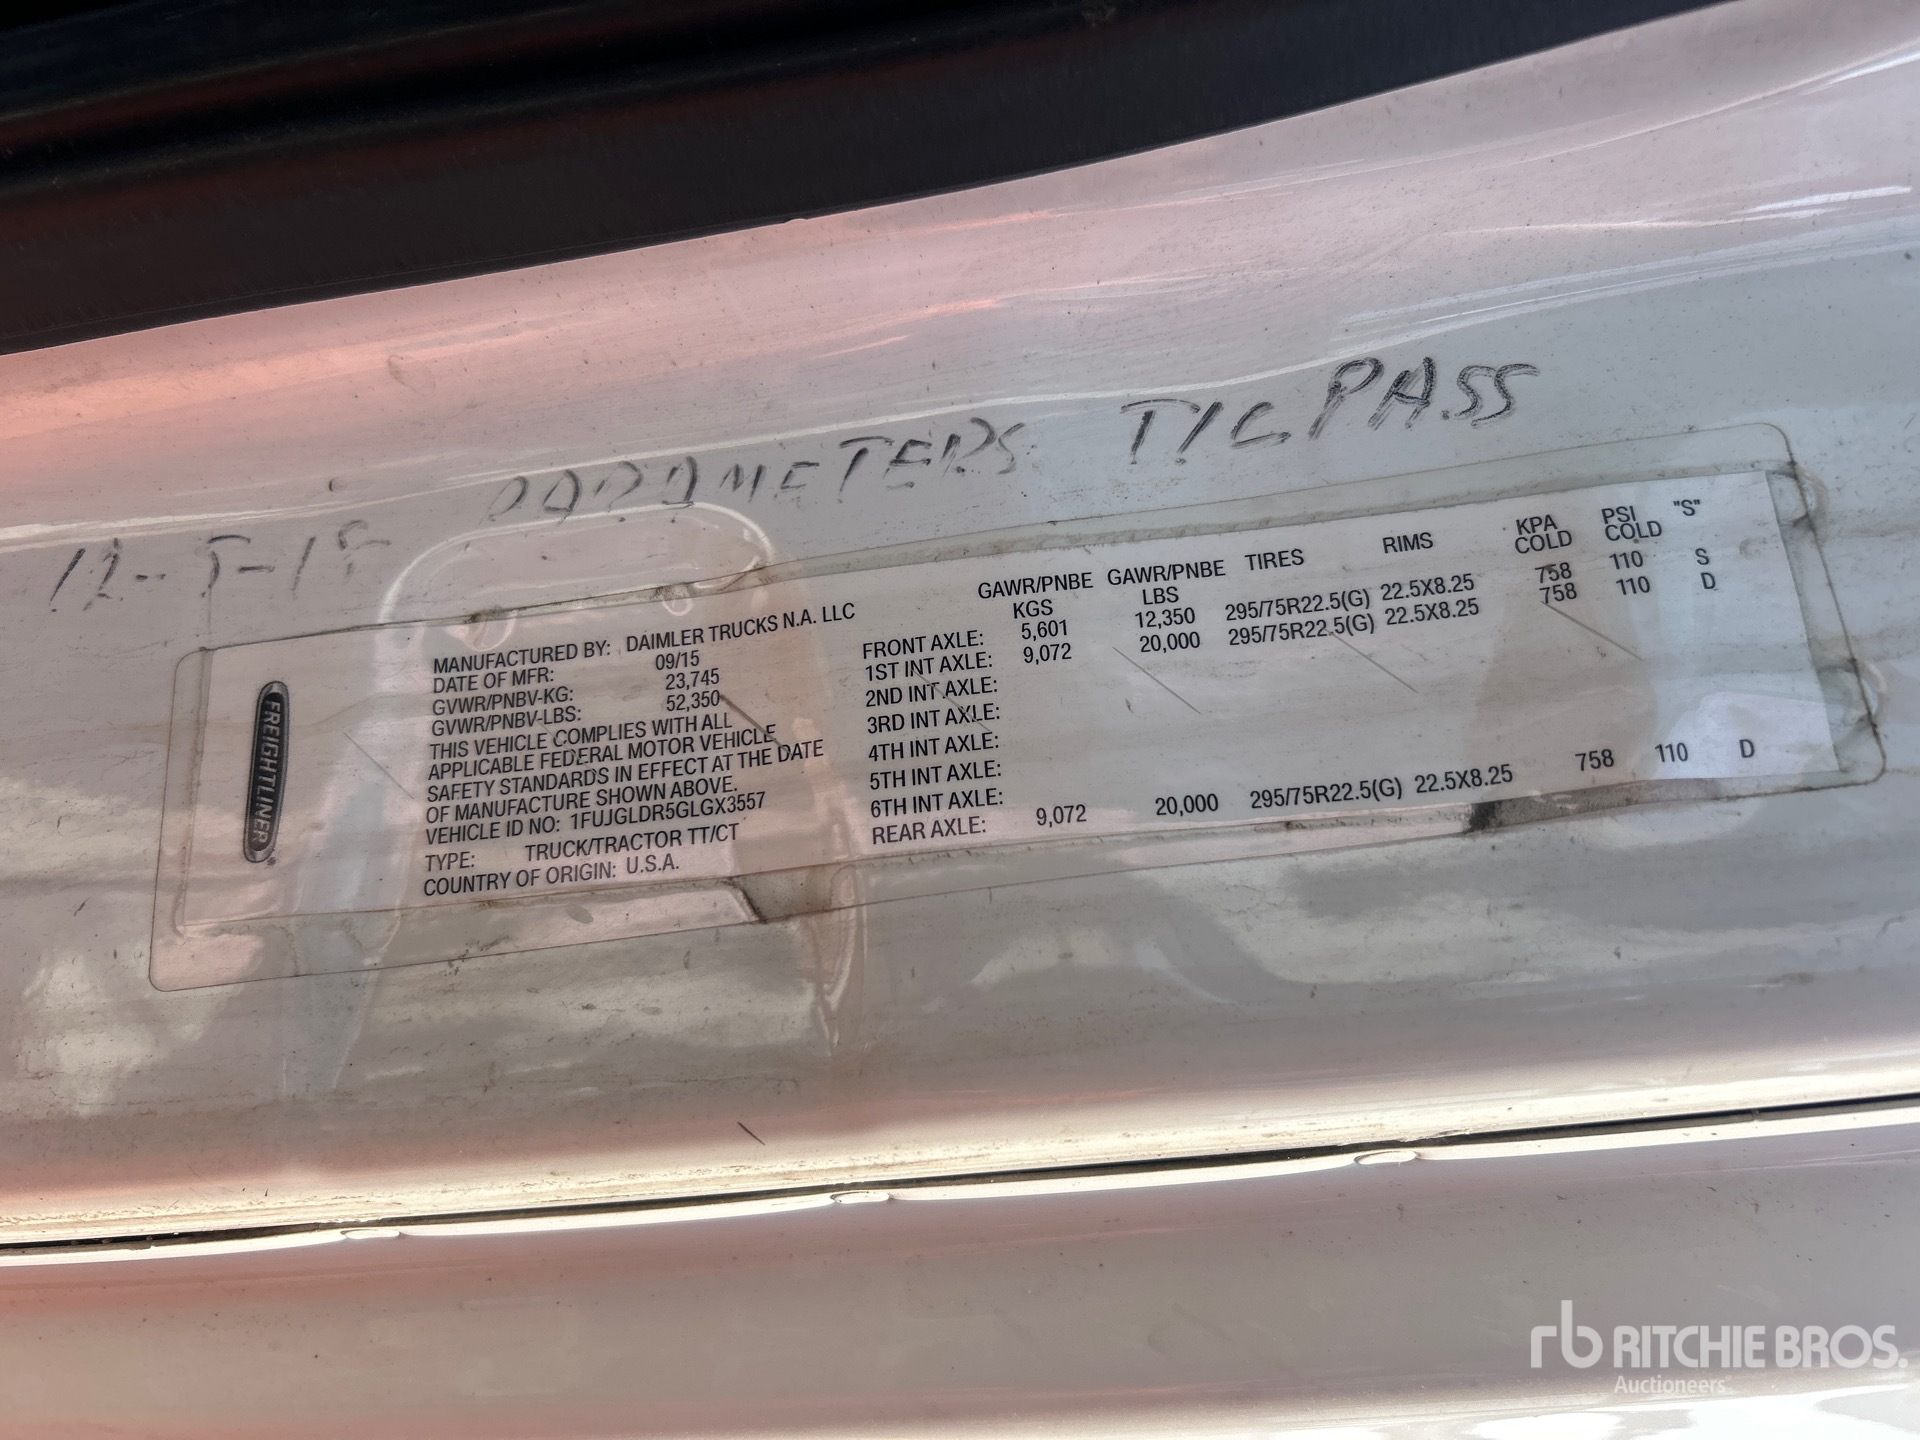 12-5-18 PARAMETERS T/C PASS
FREIGHTLINER
MANUFACTURED BY: DAIMLER TRUCKS N.A. LLC
DATE OF MFR: 09/15
GVWR/PNBV-KG: 23,745
GVWR/PNBV-LBS: 52,350
THIS VEHICLE COMPLIES WITH ALL
APPLICABLE FEDERAL MOTOR VEHICLE
SAFETY STANDARDS IN EFFECT AT THE DATE
OF MANUFACTURE SHOWN ABOVE.
VEHICLE ID NO: 1FUJGLDR5GLGX3557
TYPE: TRUCK/TRACTOR TT/CT
COUNTRY OF ORIGIN: U.S.A.
GAWR/PNBE KGS GAWR/PNBE LBS TIRES RIMS KPA COLD PSI COLD "S"
FRONT AXLE: 5,601 12,350 295/75R22.5(G) 22.5X8.25 758 110 S
1ST INT AXLE: 9,072 20,000 295/75R22.5(G) 22.5X8.25 758 110 D
2ND INT AXLE:
3RD INT AXLE:
4TH INT AXLE:
5TH INT AXLE:
6TH INT AXLE:
REAR AXLE: 9,072 20,000 295/75R22.5(G) 22.5X8.25 758 110 D
rb RITCHIE BROS.
Auctioneers